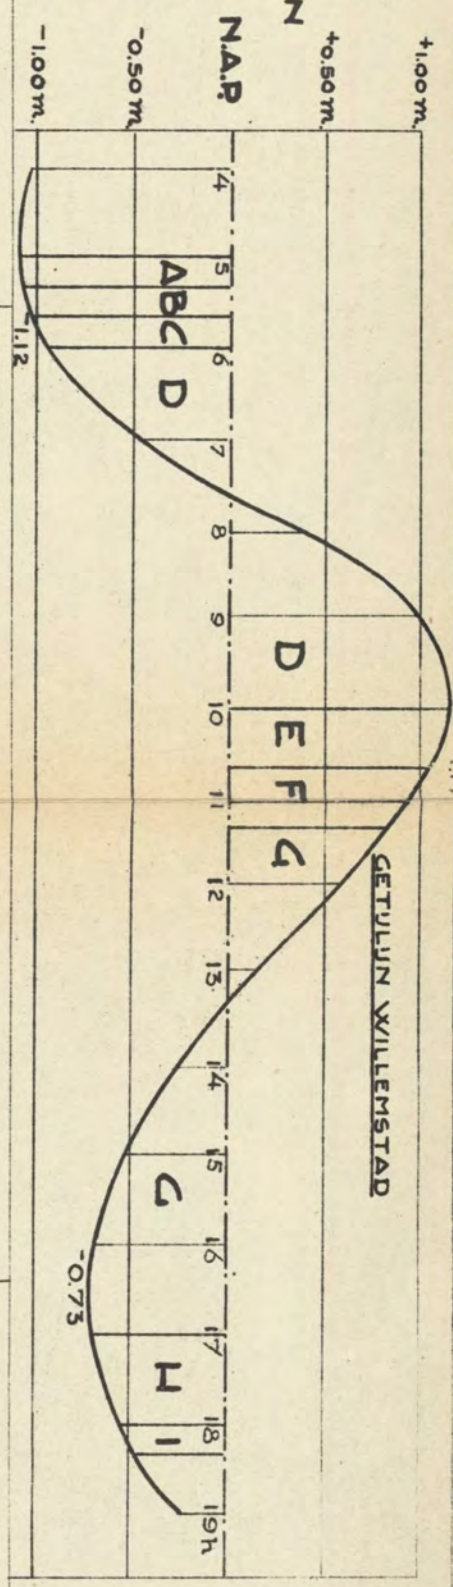 N
+1.00 m.
+0.50 m.
N.A.P.
-0.50 m.
-1.00 m.
GETIJLIJN WILLEMSTAD
4 5 6 7 8 9 10 11 12 13 14 15 16 17 18 19h
A B C D D E F G G H I
-1.12
-0.73